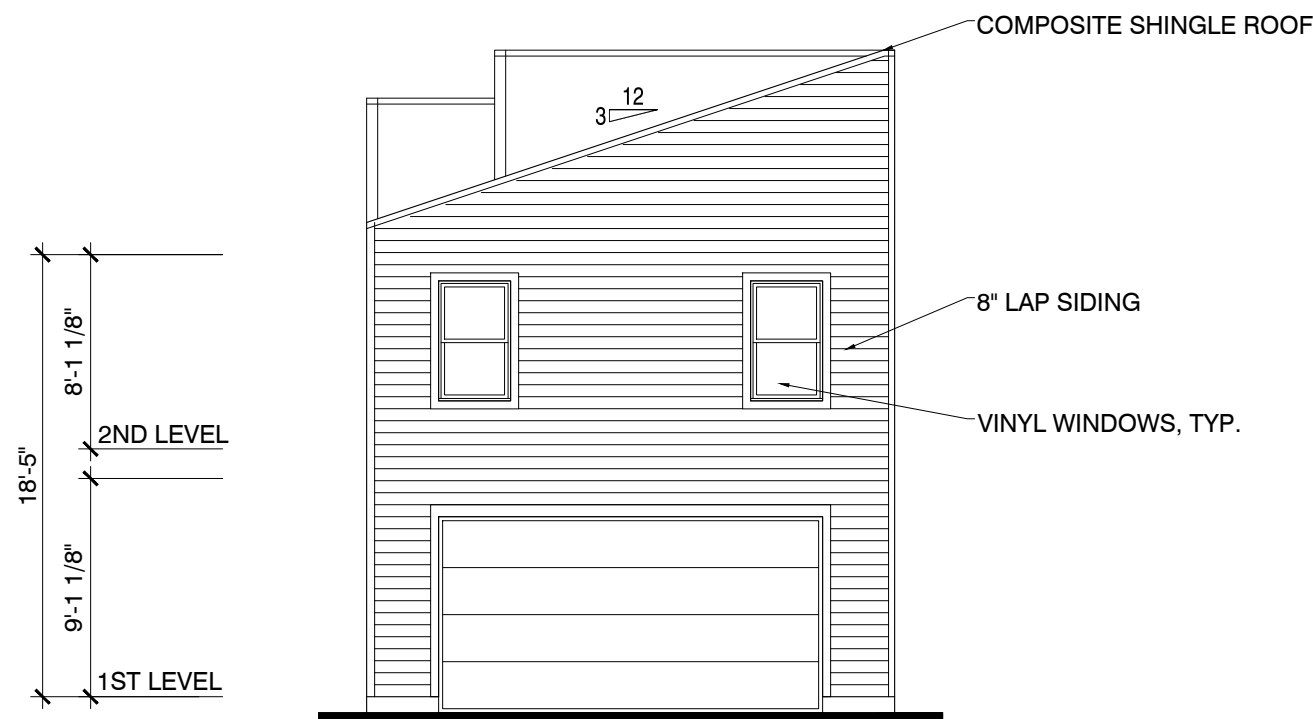 COMPOSITE SHINGLE ROOF
12
3
8" LAP SIDING
8'-1 1/8"
VINYL WINDOWS, TYP.
2ND LEVEL
18'-5"
9'-1 1/8"
1ST LEVEL